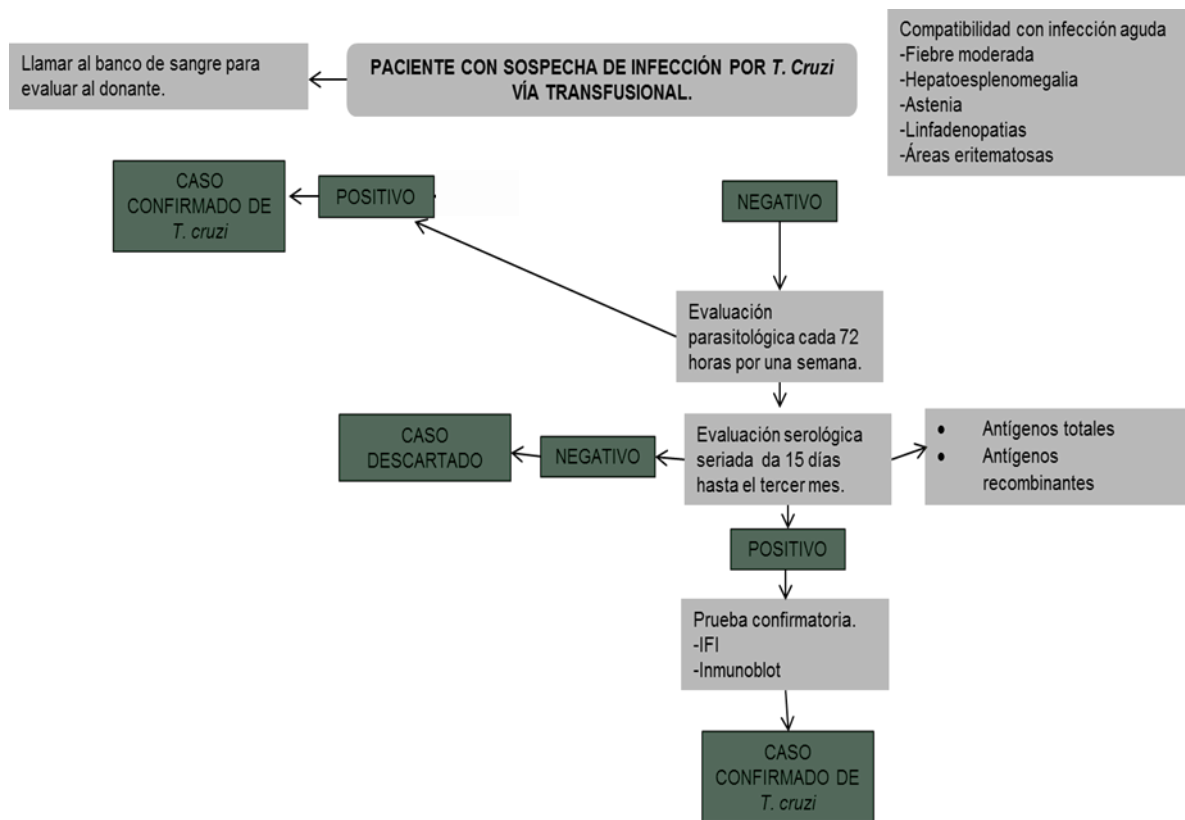 Llamar al banco de sangre para
evaluar al donante.
PACIENTE CON SOSPECHA DE INFECCIÓN POR T. Cruzi
VÍA TRANSFUSIONAL.
Compatibilidad con infección aguda
-Fiebre moderada
-Hepatoesplenomegalia
-Astenia
-Linfadenopatias
-Áreas eritematosas
CASO
CONFIRMADO DE
T. cruzi
POSITIVO
NEGATIVO
Evaluación
parasitológica cada 72
horas por una semana.
CASO
DESCARTADO
NEGATIVO
Evaluación serológica
seriada da 15 días
hasta el tercer mes.
• Antígenos totales
• Antígenos
recombinantes
POSITIVO
Prueba confirmatoria.
-IFI
-Inmunoblot
CASO
CONFIRMADO DE
T. cruzi